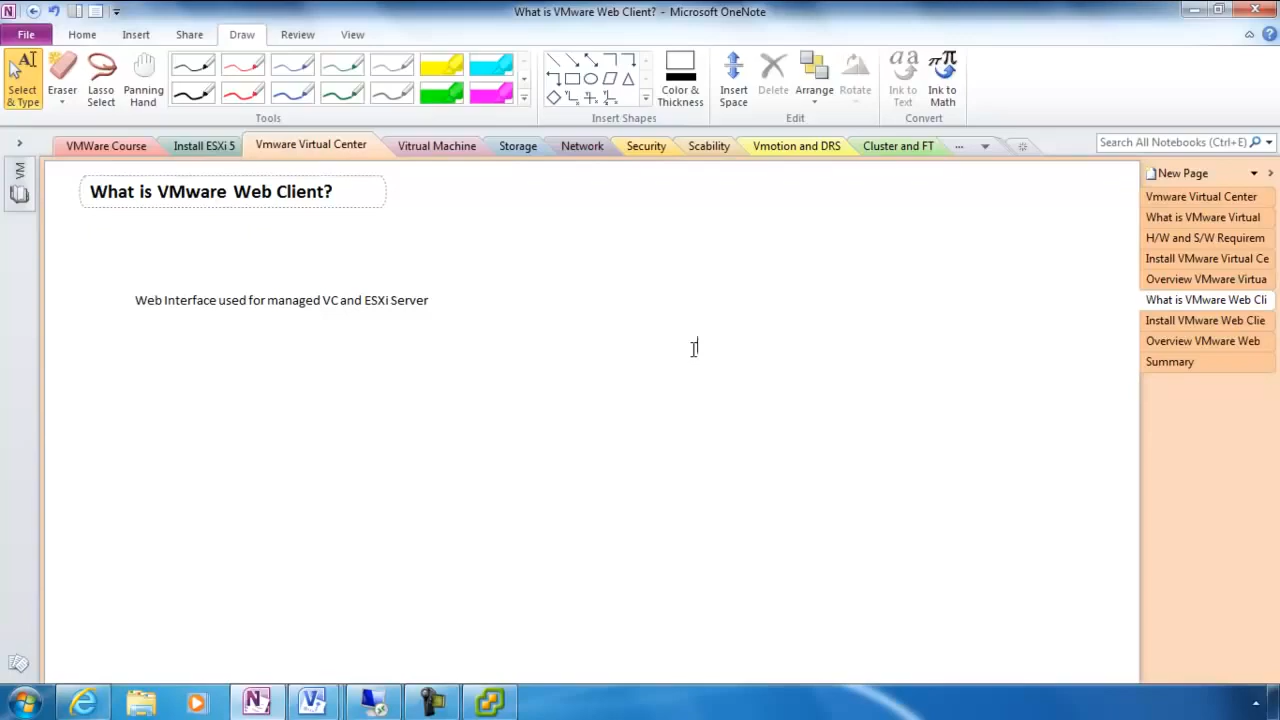 What is VMware Web Client? - Microsoft OneNote
File Home Insert Share Draw Review View
Select & Type
Eraser
Lasso Select
Panning Hand
Color & Thickness
Insert Space
Delete
Arrange
Rotate
Ink to Text
Ink to Math
Tools Insert Shapes Edit Convert
VMWare Course Install ESXi 5 Vmware Virtual Center Vitrual Machine Storage Network Security Scability Vmotion and DRS Cluster and FT ...
Search All Notebooks (Ctrl+E)
VM
What is VMware Web Client?
Web Interface used for managed VC and ESXi Server
New Page
Vmware Virtual Center
What is VMware Virtual
H/W and S/W Requirem
Install VMware Virtual Ce
Overview VMware Virtua
What is VMware Web Cli
Install VMware Web Clie
Overview VMware Web
Summary